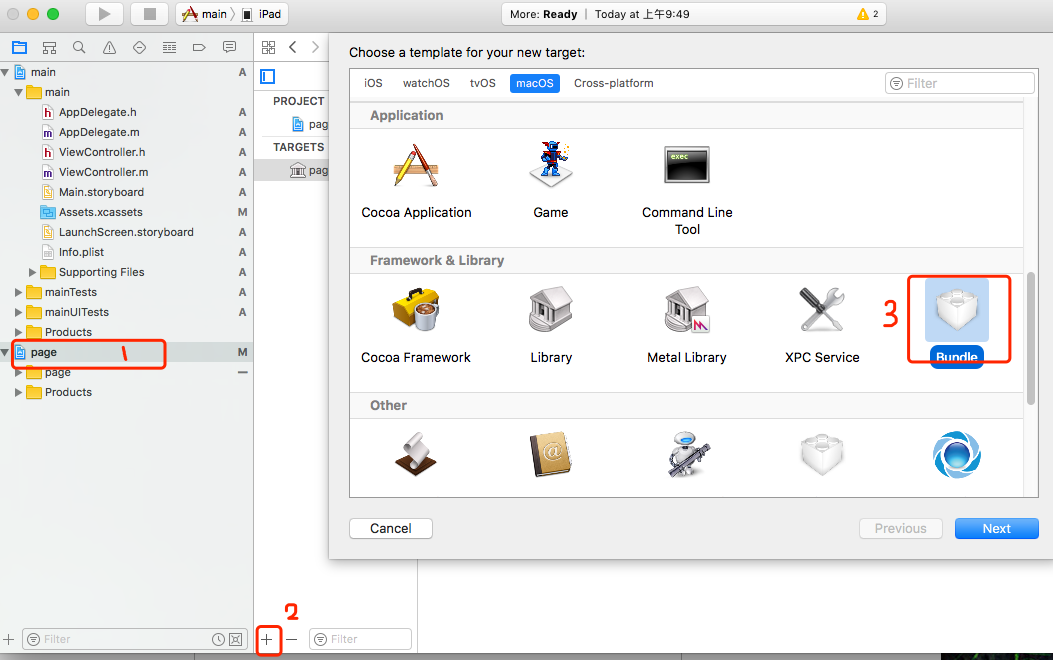 main
iPad
More: Ready | Today at 上午9:49
2
main A
main
h AppDelegate.h A
m AppDelegate.m A
h ViewController.h A
m ViewController.m A
Main.storyboard A
Assets.xcassets M
LaunchScreen.storyboard A
Info.plist A
Supporting Files A
mainTests A
mainUITests A
Products
page 1 M
page
Products
Filter
PROJECT
pag
TARGETS
pag
2
Filter
Choose a template for your new target:
iOS watchOS tvOS macOS Cross-platform
Filter
Application
exec
Cocoa Application
Game
Command Line
Tool
Framework & Library
3
Cocoa Framework
Library
Metal Library
XPC Service
Bundle
Other
@
Cancel
Previous
Next